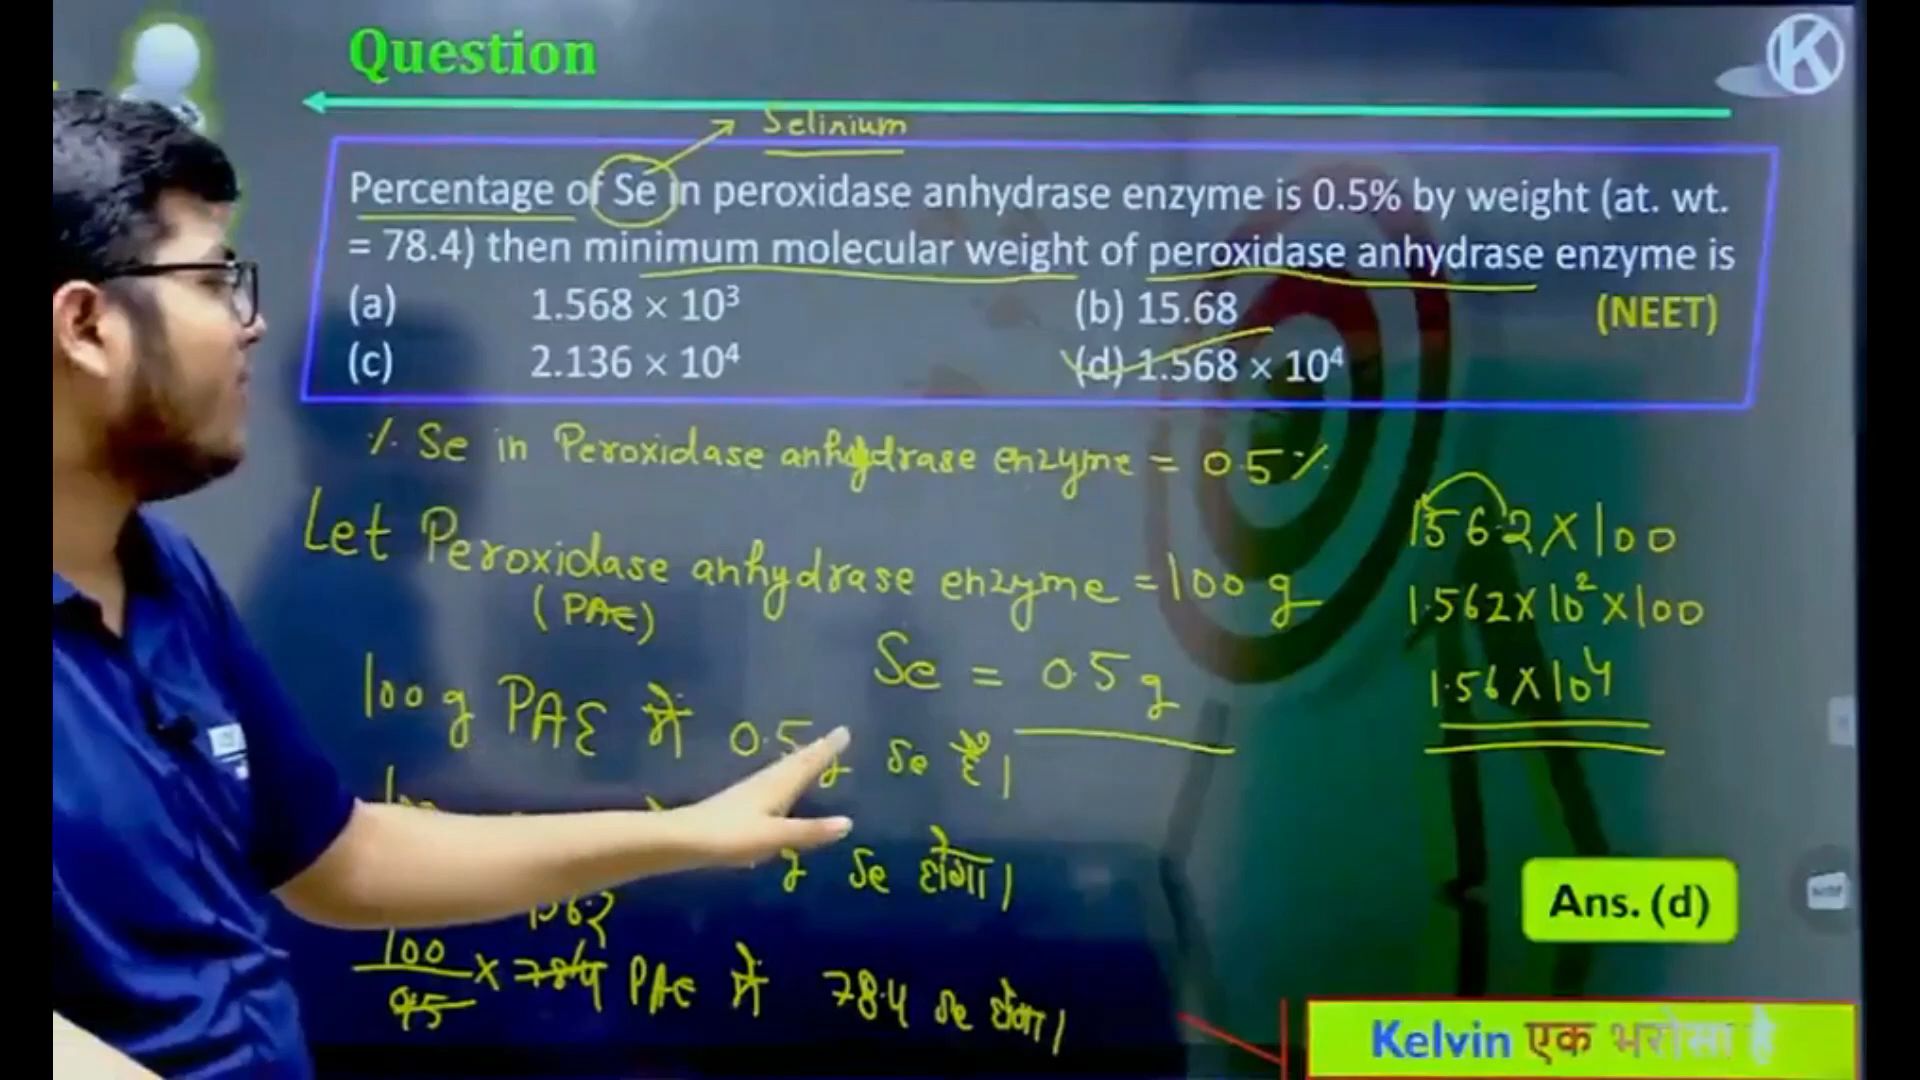 Question
Selinium
Percentage of Se in peroxidase anhydrase enzyme is 0.5% by weight (at. wt.
= 78.4) then minimum molecular weight of peroxidase anhydrase enzyme is
(a) 1.568 × 10³ (b) 15.68 (NEET)
(c) 2.136 × 10⁴ (d) 1.568 × 10⁴
% Se in Peroxidase anhydrase enzyme = 0.5%
Let Peroxidase anhydrase enzyme = 100 g
(PAE)
Se = 0.5 g
100 g PAE में 0.5 g Se है।
g Se होगा।
100
× 78.4 PAE में 78.4 Se होगा।
156.2 × 100
1.562 × 10² × 100
1.56 × 10⁴
Ans. (d)
Kelvin एक भरोसा है